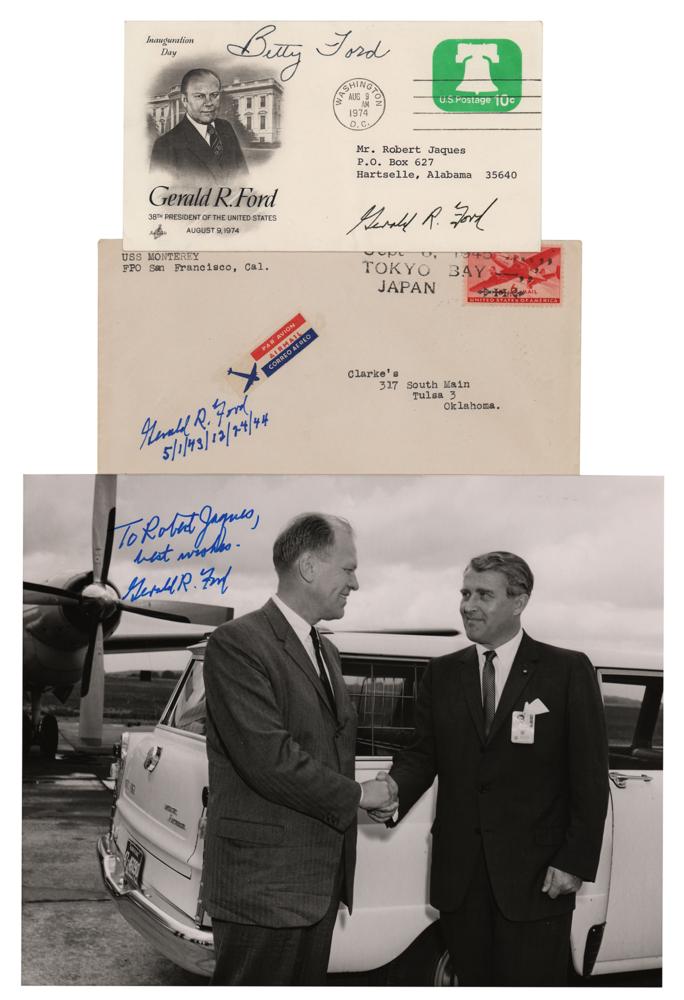 Inauguration
Day
Betty Ford
WASHINGTON
AUG 9
AM
1974
D.C.
U.S. Postage 10c
Mr. Robert Jaques
P.O. Box 627
Hartselle, Alabama 35640
Gerald R. Ford
38TH PRESIDENT OF THE UNITED STATES
AUGUST 9, 1974
Gerald R. Ford
USS MONTEREY
FPO San Francisco, Cal.
TOKYO BAY
JAPAN
UNITED STATES OF AMERICA
PAR AVION
AIRMAIL
CORREO AEREO
Clarke's
317 South Main
Tulsa 3
Oklahoma.
Gerald R. Ford
5/1/43/12/24/44
To Robert Jaques,
best wishes.
Gerald R. Ford